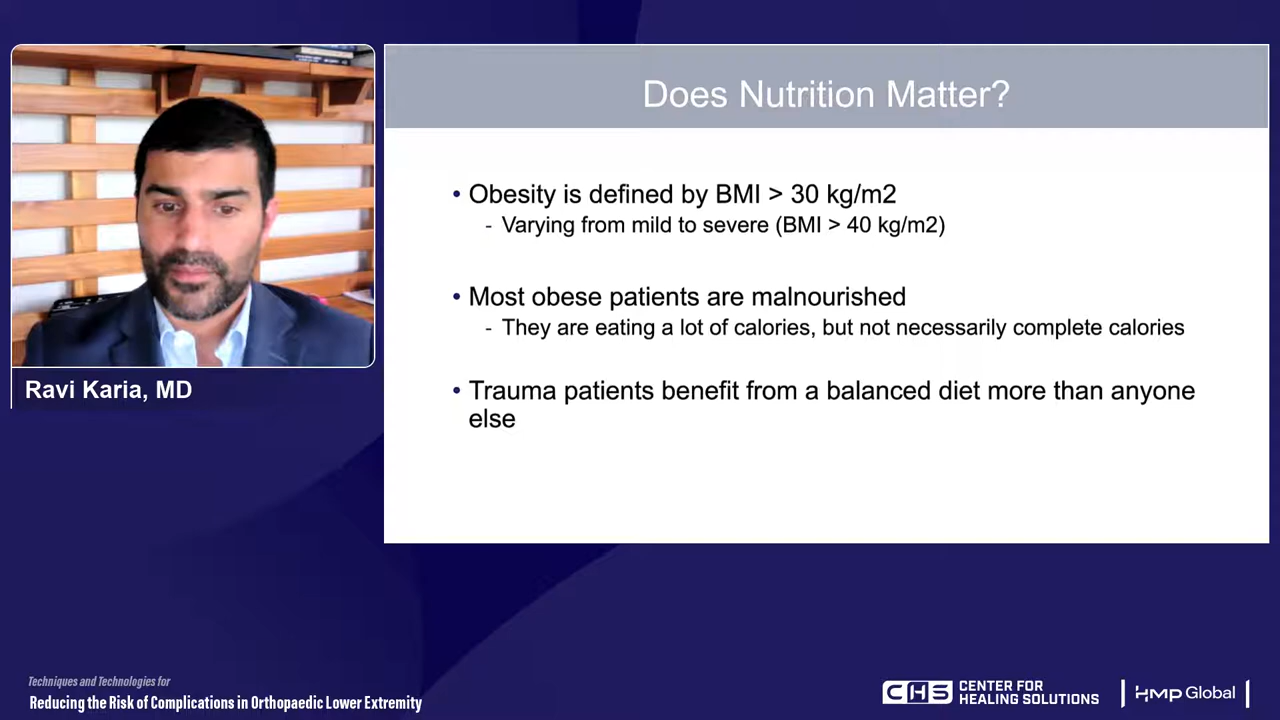 Does Nutrition Matter?
• Obesity is defined by BMI > 30 kg/m2
- Varying from mild to severe (BMI > 40 kg/m2)
• Most obese patients are malnourished
- They are eating a lot of calories, but not necessarily complete calories
• Trauma patients benefit from a balanced diet more than anyone
else
Ravi Karia, MD
Techniques and Technologies for
Reducing the Risk of Complications in Orthopaedic Lower Extremity
CHS
CENTER FOR
HEALING SOLUTIONS
HMP Global